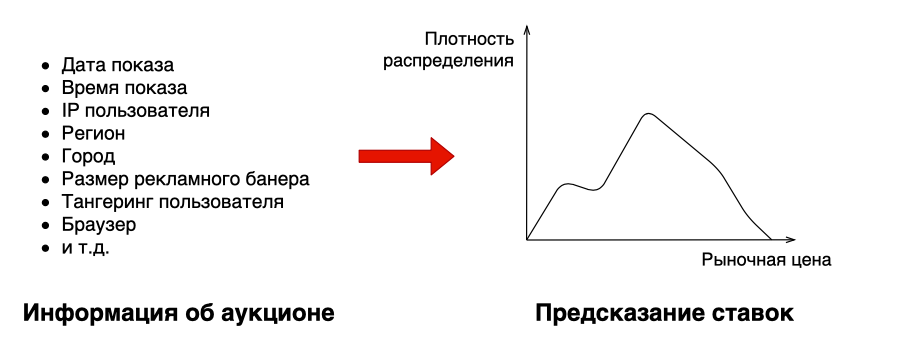 • Дата показа
• Время показа
• IP пользователя
• Регион
• Город
• Размер рекламного банера
• Тангеринг пользователя
• Браузер
• и т.д.
Информация об аукционе
Плотность
распределения
Рыночная цена
Предсказание ставок